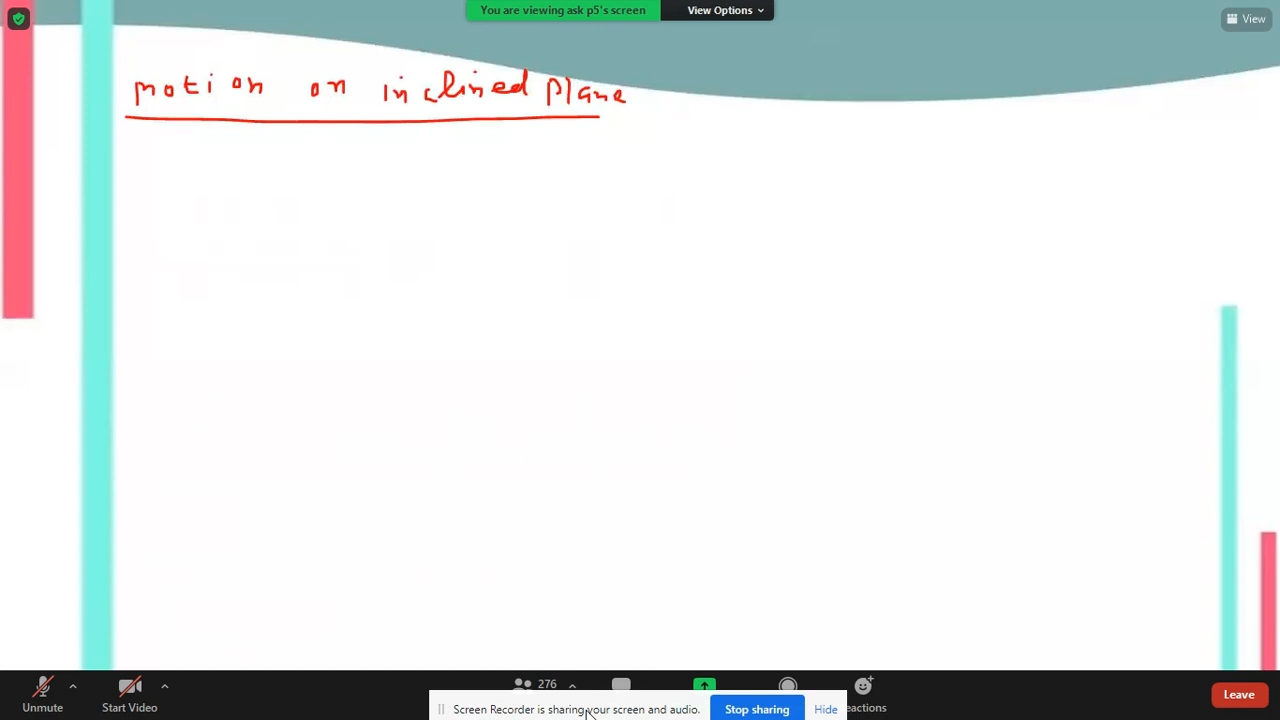 You are viewing ask p5's screen View Options
View
motion on inclined plane
276
Unmute Start Video eactions Leave
Screen Recorder is sharing your screen and audio. Stop sharing Hide